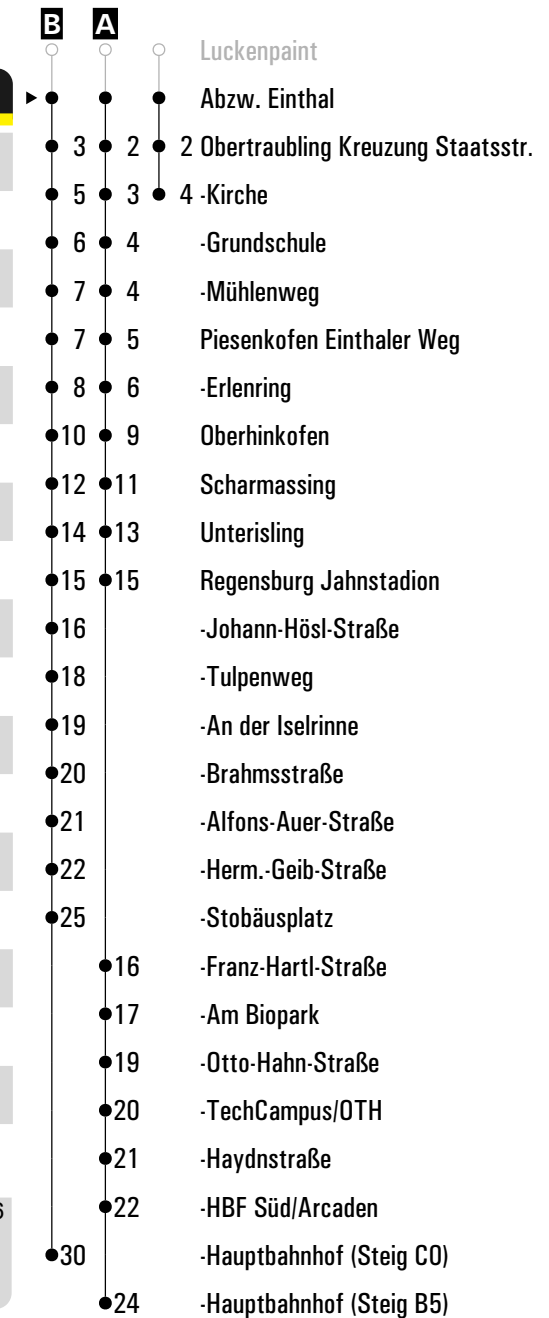 B A
Luckenpaint
Abzw. Einthal
3 2 2 Obertraubling Kreuzung Staatsstr.
5 3 4 -Kirche
6 4 -Grundschule
7 4 -Mühlenweg
7 5 Piesenkofen Einthaler Weg
8 6 -Erlenring
10 9 Oberhinkofen
12 11 Scharmassing
14 13 Unterisling
15 15 Regensburg Jahnstadion
16 -Johann-Hösl-Straße
18 -Tulpenweg
19 -An der Iselrinne
20 -Brahmsstraße
21 -Alfons-Auer-Straße
22 -Herm.-Geib-Straße
25 -Stobäusplatz
16 -Franz-Hartl-Straße
17 -Am Biopark
19 -Otto-Hahn-Straße
20 -TechCampus/OTH
21 -Haydnstraße
22 -HBF Süd/Arcaden
30 -Hauptbahnhof (Steig C0)
24 -Hauptbahnhof (Steig B5)